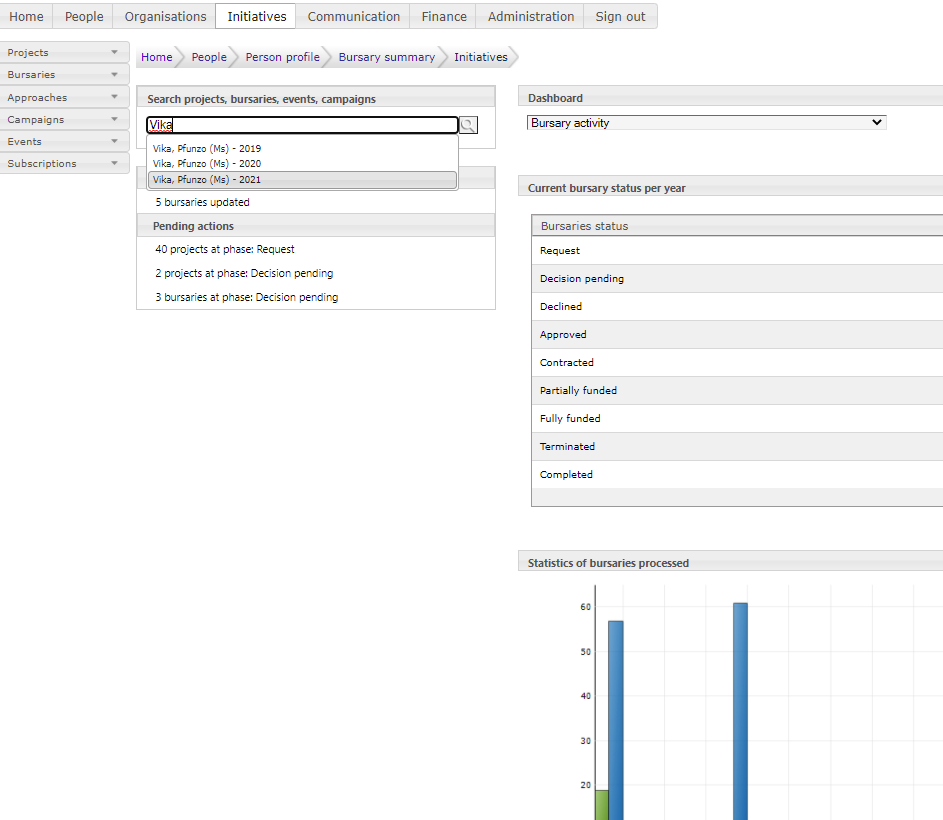 Home People Organisations Initiatives Communication Finance Administration Sign out
Projects
Bursaries
Approaches
Campaigns
Events
Subscriptions
Home People Person profile Bursary summary Initiatives
Search projects, bursaries, events, campaigns
Vika
Vika, Pfunzo (Ms) - 2019
Vika, Pfunzo (Ms) - 2020
Vika, Pfunzo (Ms) - 2021
5 bursaries updated
Pending actions
40 projects at phase: Request
2 projects at phase: Decision pending
3 bursaries at phase: Decision pending
Dashboard
Bursary activity
Current bursary status per year
Bursaries status
Request
Decision pending
Declined
Approved
Contracted
Partially funded
Fully funded
Terminated
Completed
Statistics of bursaries processed
60
50
40
30
20